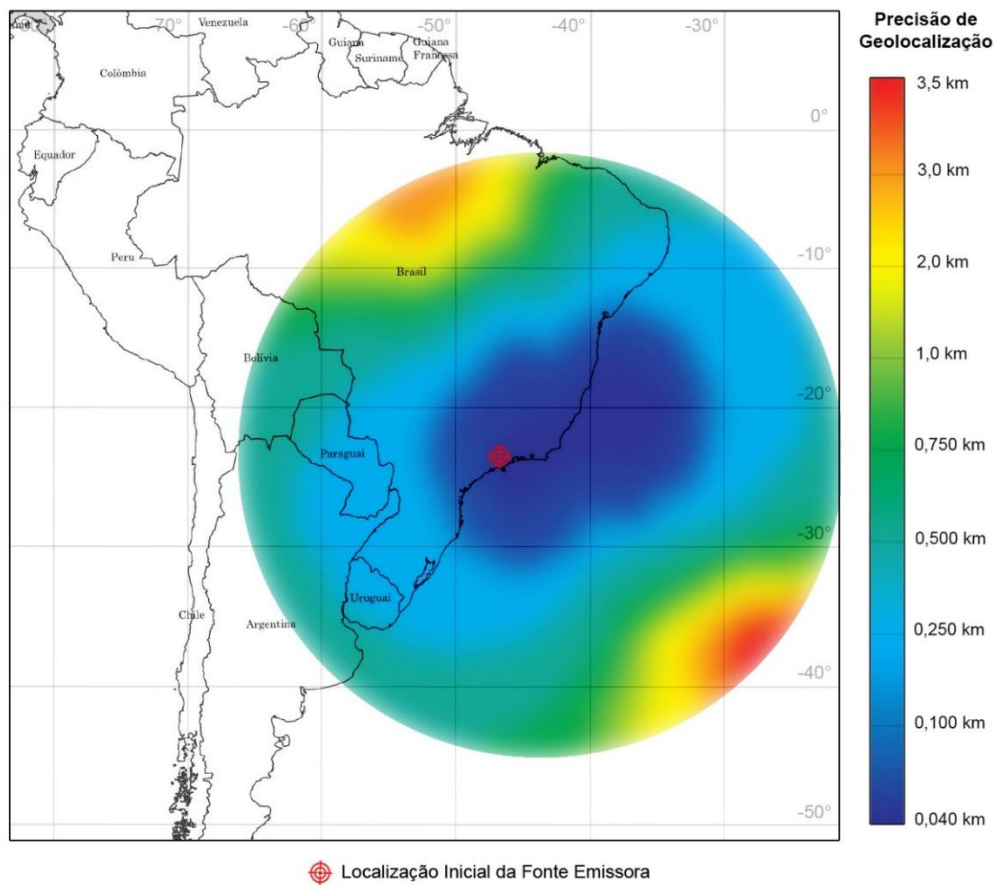 -70°
-60°
-50°
-40°
-30°
Precisão de
Geolocalização
Venezuela
Guiana
Guiana
Francesa
Suriname
Colómbia
3,5 km
0°
Equador
3,0 km
Peru
-10°
2,0 km
Brasil
Bolívia
1,0 km
-20°
Paraguai
0,750 km
-30°
0,500 km
Uruguai
Chile
Argentina
0,250 km
-40°
0,100 km
-50°
0,040 km
Localização Inicial da Fonte Emissora